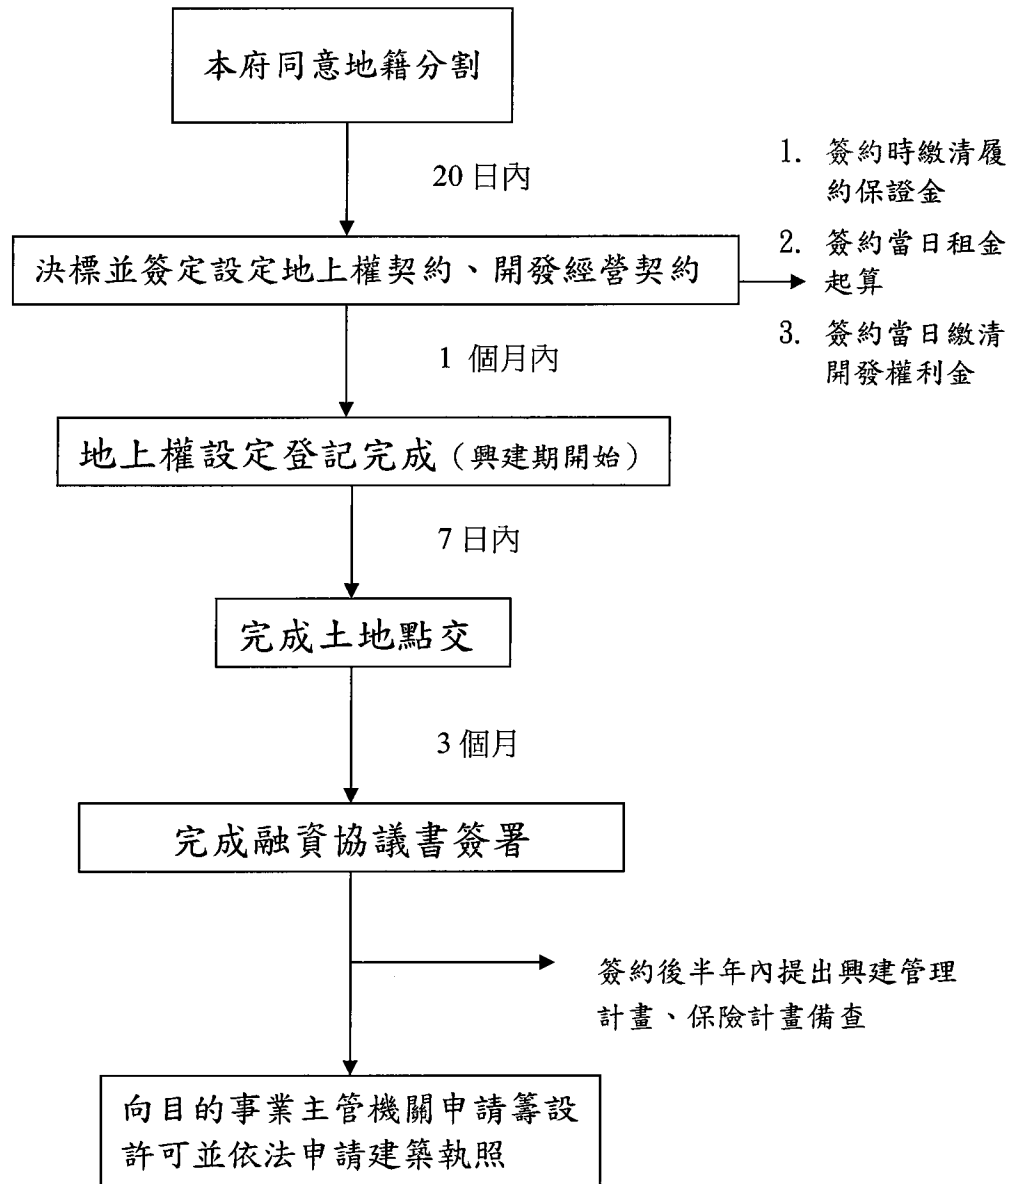 本府同意地籍分割
20 日內
1. 簽約時繳清履
約保證金
決標並簽定設定地上權契約、開發經營契約
2. 簽約當日租金
起算
3. 簽約當日繳清
開發權利金
1 個月內
地上權設定登記完成（興建期開始）
7 日內
完成土地點交
3 個月
完成融資協議書簽署
簽約後半年內提出興建管理
計畫、保險計畫備查
向目的事業主管機關申請籌設
許可並依法申請建築執照